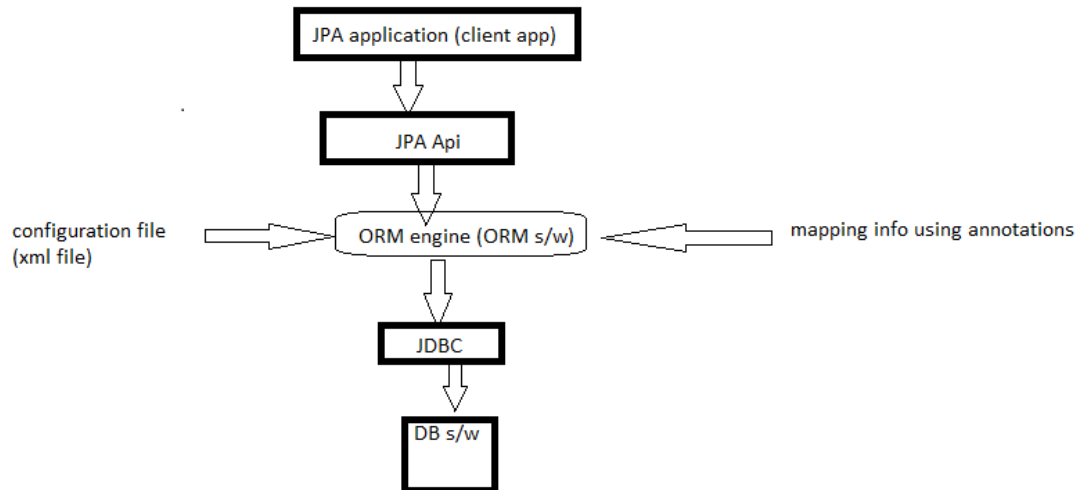 JPA application (client app)
JPA Api
configuration file
(xml file)
ORM engine (ORM s/w)
mapping info using annotations
JDBC
DB s/w